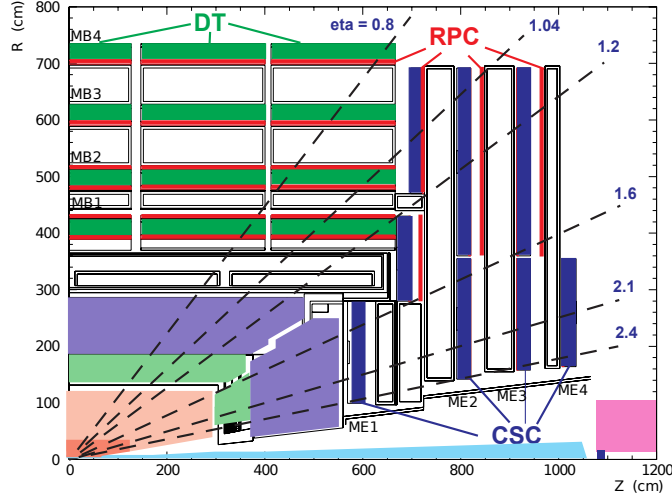 R (cm)
800
700
600
500
400
300
200
100
0
MB4
MB3
MB2
MB1
DT
eta = 0.8
RPC
1.04
1.2
1.6
2.1
2.4
ME1
ME2
ME3
ME4
CSC
0
200
400
600
800
1000
1200
Z (cm)